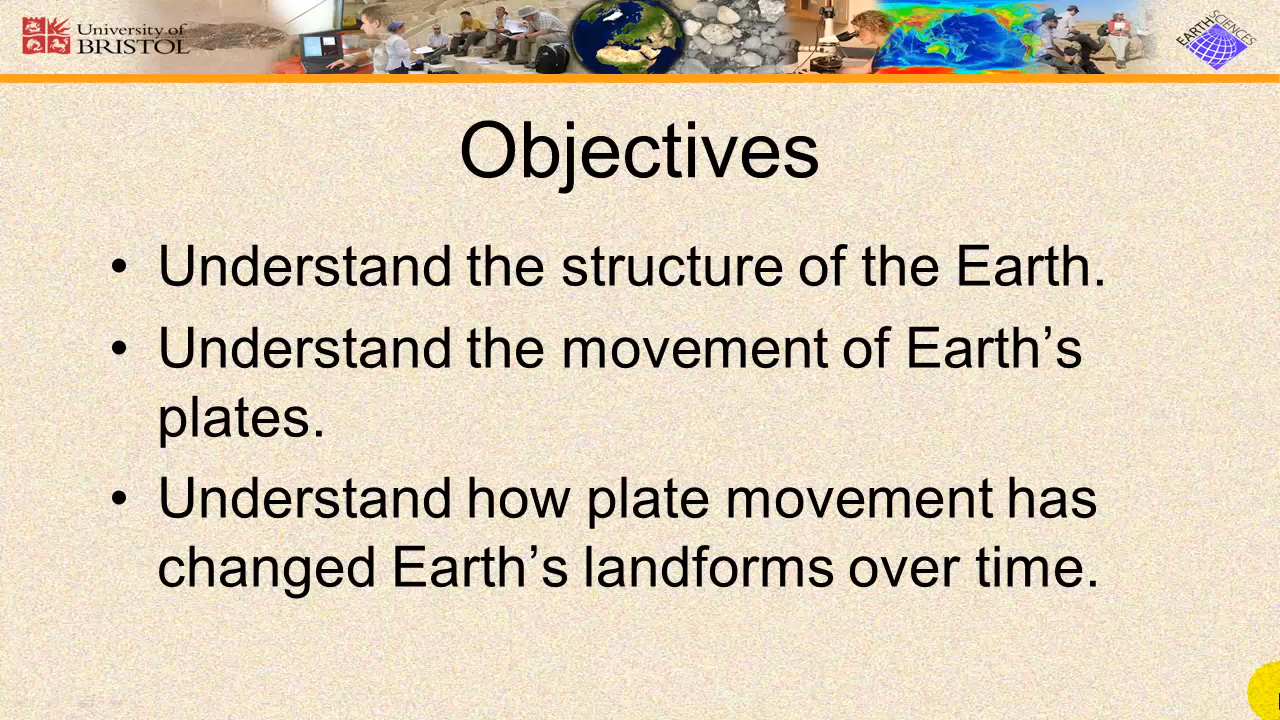 University of
BRISTOL
EARTH SCIENCES
Objectives
• Understand the structure of the Earth.
• Understand the movement of Earth’s
plates.
• Understand how plate movement has
changed Earth’s landforms over time.